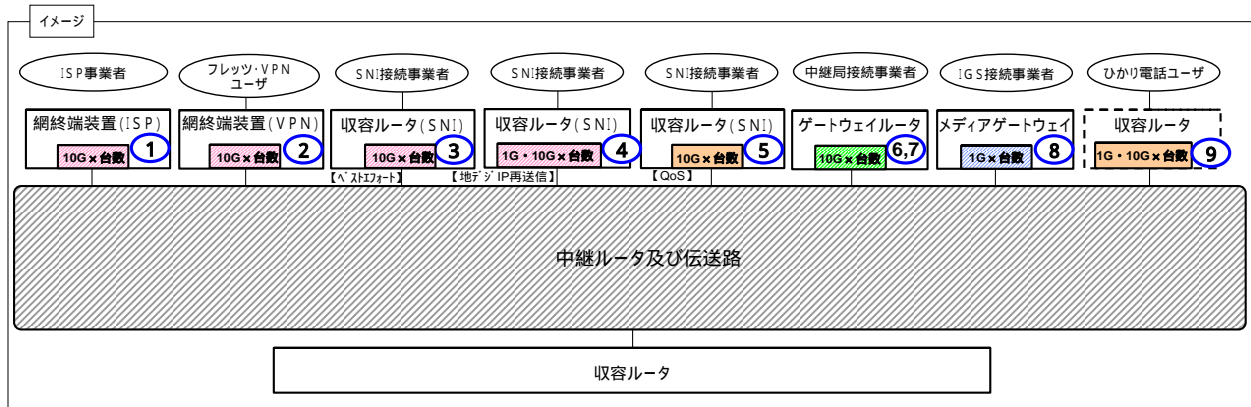 イメージ
ISP事業者
フレッツ・VPN
ユーザ
SNI接続事業者
SNI接続事業者
SNI接続事業者
中継局接続事業者
IGS接続事業者
ひかり電話ユーザ
網終端装置(ISP)
10G×台数
1
網終端装置(VPN)
10G×台数
2
収容ルータ(SNI)
10G×台数
3
収容ルータ(SNI)
1G・10G×台数
4
収容ルータ(SNI)
10G×台数
5
ゲートウェイルータ
10G×台数
6,7
メディアゲートウェイ
1G×台数
8
収容ルータ
1G・10G×台数
9
【ベストエフォート】
【地デジIP再送信】
【QoS】
中継ルータ及び伝送路
収容ルータ